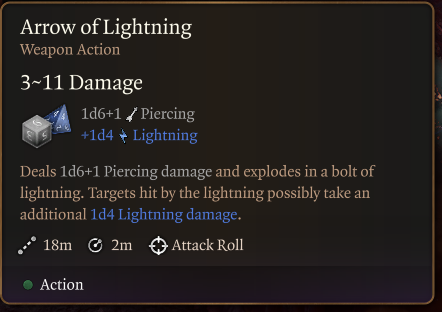 Arrow of Lightning
Weapon Action
3~11 Damage
1d6+1 Piercing
+1d4 Lightning
Deals 1d6+1 Piercing damage and explodes in a bolt of
lightning. Targets hit by the lightning possibly take an
additional 1d4 Lightning damage.
18m 2m Attack Roll
Action